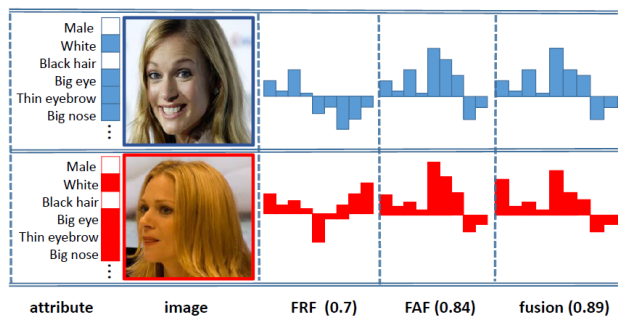 Male
White
Black hair
Big eye
Thin eyebrow
Big nose
⋮
Male
White
Black hair
Big eye
Thin eyebrow
Big nose
⋮
attribute image FRF (0.7) FAF (0.84) fusion (0.89)